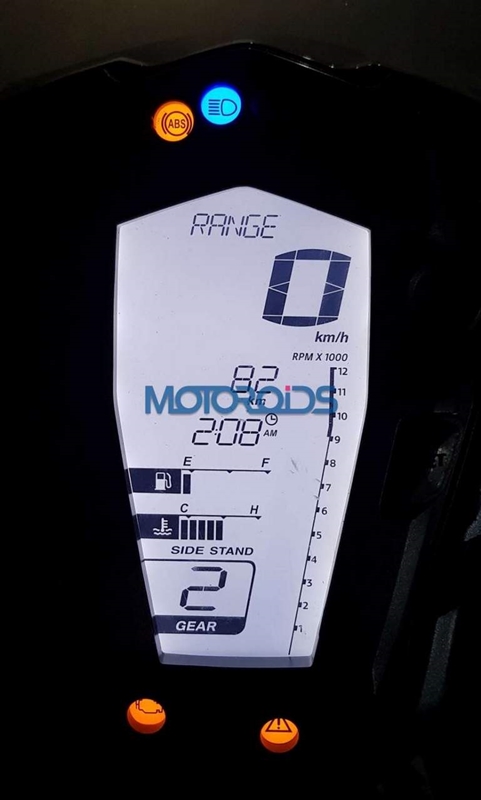 ABS
RANGE
0
km/h
RPM X 1000
12
82
km
MOTOROIDS
11
10
2:08 AM
9
E F
8
7
C H
6
5
SIDE STAND
4
2
3
GEAR
2
1